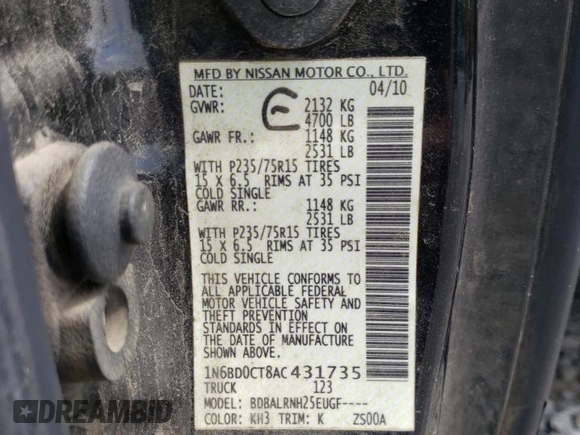 MFD BY NISSAN MOTOR CO., LTD.
DATE: 04/10
GVWR: E 2132 KG
4700 LB
GAWR FR.: 1148 KG
2531 LB
WITH P235/75R15 TIRES
15 X 6.5 RIMS AT 35 PSI
COLD SINGLE
GAWR RR.: 1148 KG
2531 LB
WITH P235/75R15 TIRES
15 X 6.5 RIMS AT 35 PSI
COLD SINGLE
THIS VEHICLE CONFORMS TO
ALL APPLICABLE FEDERAL
MOTOR VEHICLE SAFETY AND
THEFT PREVENTION
STANDARDS IN EFFECT ON
THE DATE OF MANUFACTURE
SHOWN ABOVE.
1N6BD0CT8AC431735
TRUCK 123
MODEL: BDBALRNH25EUGF----
COLOR: KH3 TRIM: K ZS00A
BIDFAX